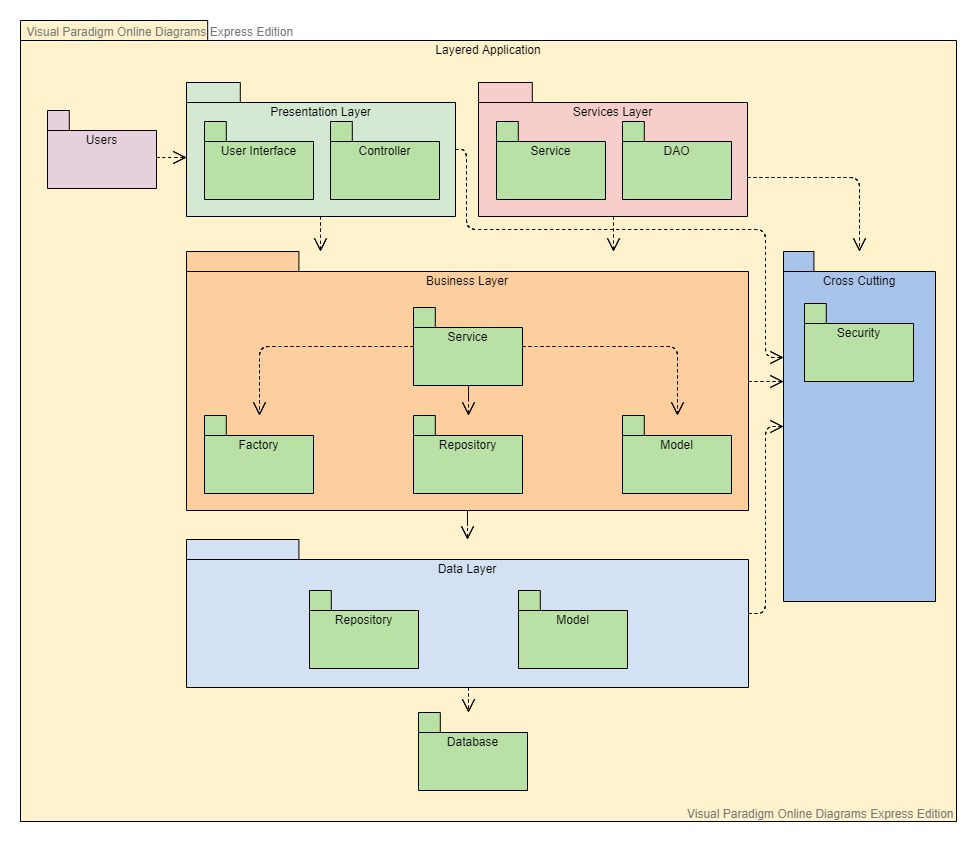 Visual Paradigm Online Diagrams Express Edition
Layered Application
Users
Presentation Layer
User Interface
Controller
Services Layer
Service
DAO
Business Layer
Service
Factory
Repository
Model
Cross Cutting
Security
Data Layer
Repository
Model
Database
Visual Paradigm Online Diagrams Express Edition